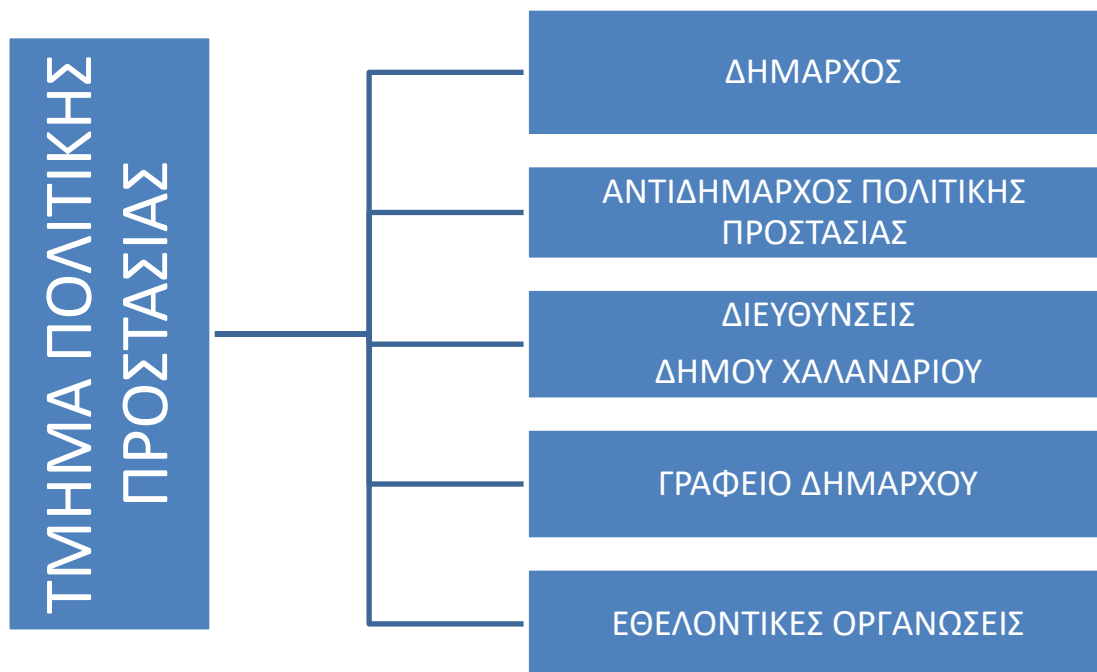 ΤΜΗΜΑ ΠΟΛΙΤΙΚΗΣ
ΠΡΟΣΤΑΣΙΑΣ
ΔΗΜΑΡΧΟΣ
ΑΝΤΙΔΗΜΑΡΧΟΣ ΠΟΛΙΤΙΚΗΣ
ΠΡΟΣΤΑΣΙΑΣ
ΔΙΕΥΘΥΝΣΕΙΣ
ΔΗΜΟΥ ΧΑΛΑΝΔΡΙΟΥ
ΓΡΑΦΕΙΟ ΔΗΜΑΡΧΟΥ
ΕΘΕΛΟΝΤΙΚΕΣ ΟΡΓΑΝΩΣΕΙΣ